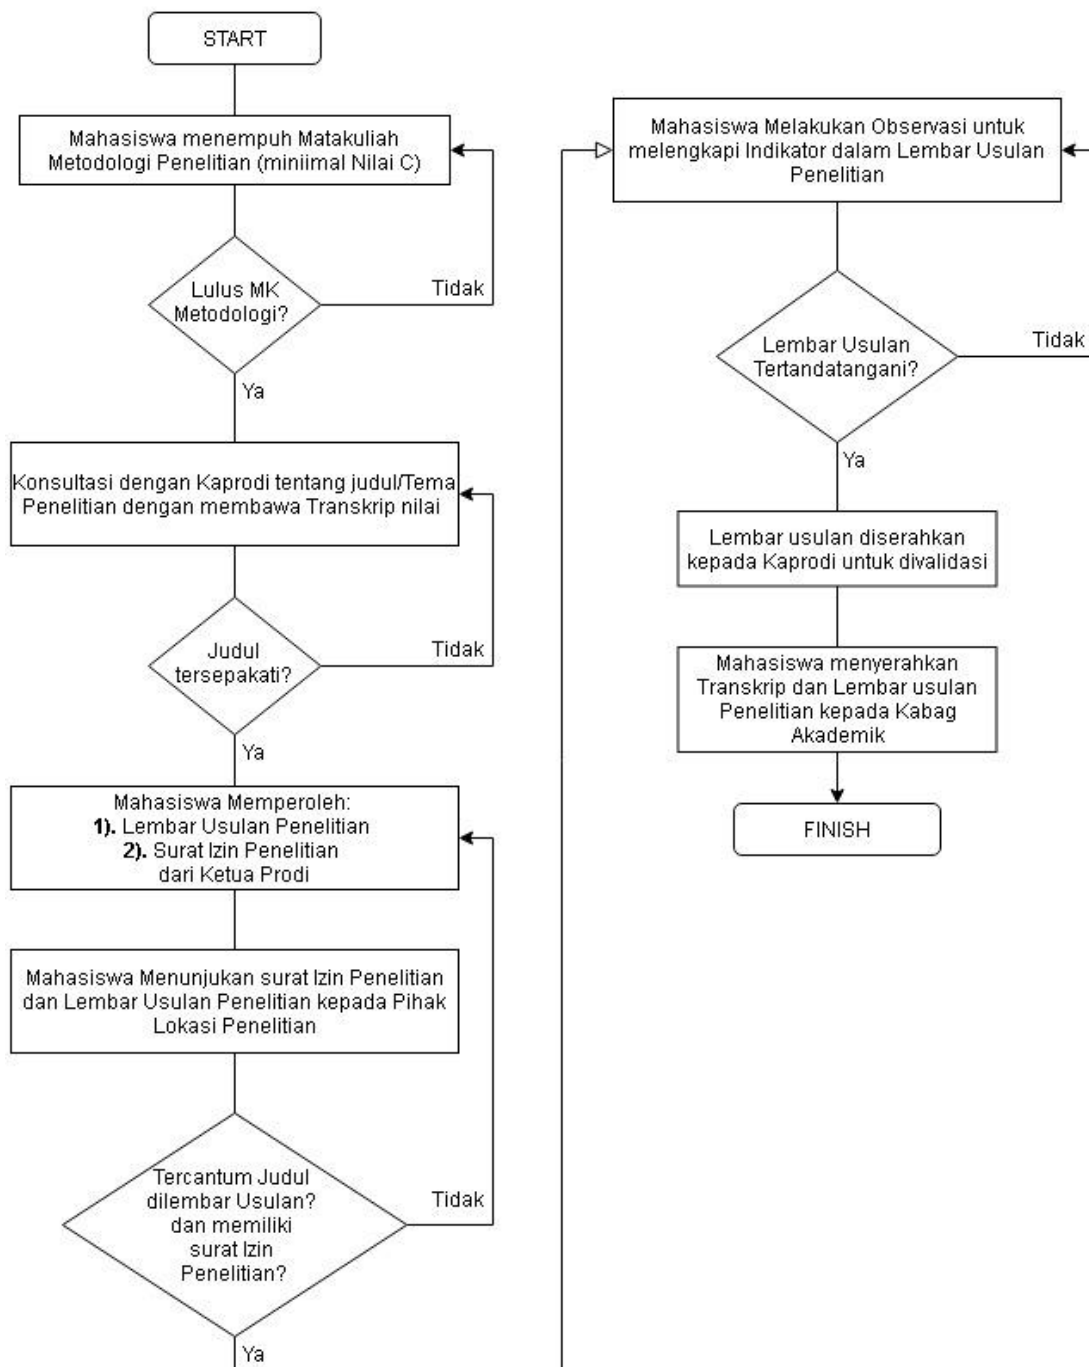 START
Mahasiswa menempuh Matakuliah
Metodologi Penelitian (miniimal Nilai C)
Lulus MK
Metodologi?
Tidak
Ya
Konsultasi dengan Kaprodi tentang judul/Tema
Penelitian dengan membawa Transkrip nilai
Judul
tersepakati?
Tidak
Ya
Mahasiswa Memperoleh:
1). Lembar Usulan Penelitian
2). Surat Izin Penelitian
dari Ketua Prodi
Mahasiswa Menunjukan surat Izin Penelitian
dan Lembar Usulan Penelitian kepada Pihak
Lokasi Penelitian
Tercantum Judul
dilembar Usulan?
dan memiliki
surat Izin
Penelitian?
Tidak
Ya
Mahasiswa Melakukan Observasi untuk
melengkapi Indikator dalam Lembar Usulan
Penelitian
Lembar Usulan
Tertandatangani?
Tidak
Ya
Lembar usulan diserahkan
kepada Kaprodi untuk divalidasi
Mahasiswa menyerahkan
Transkrip dan Lembar usulan
Penelitian kepada Kabag
Akademik
FINISH